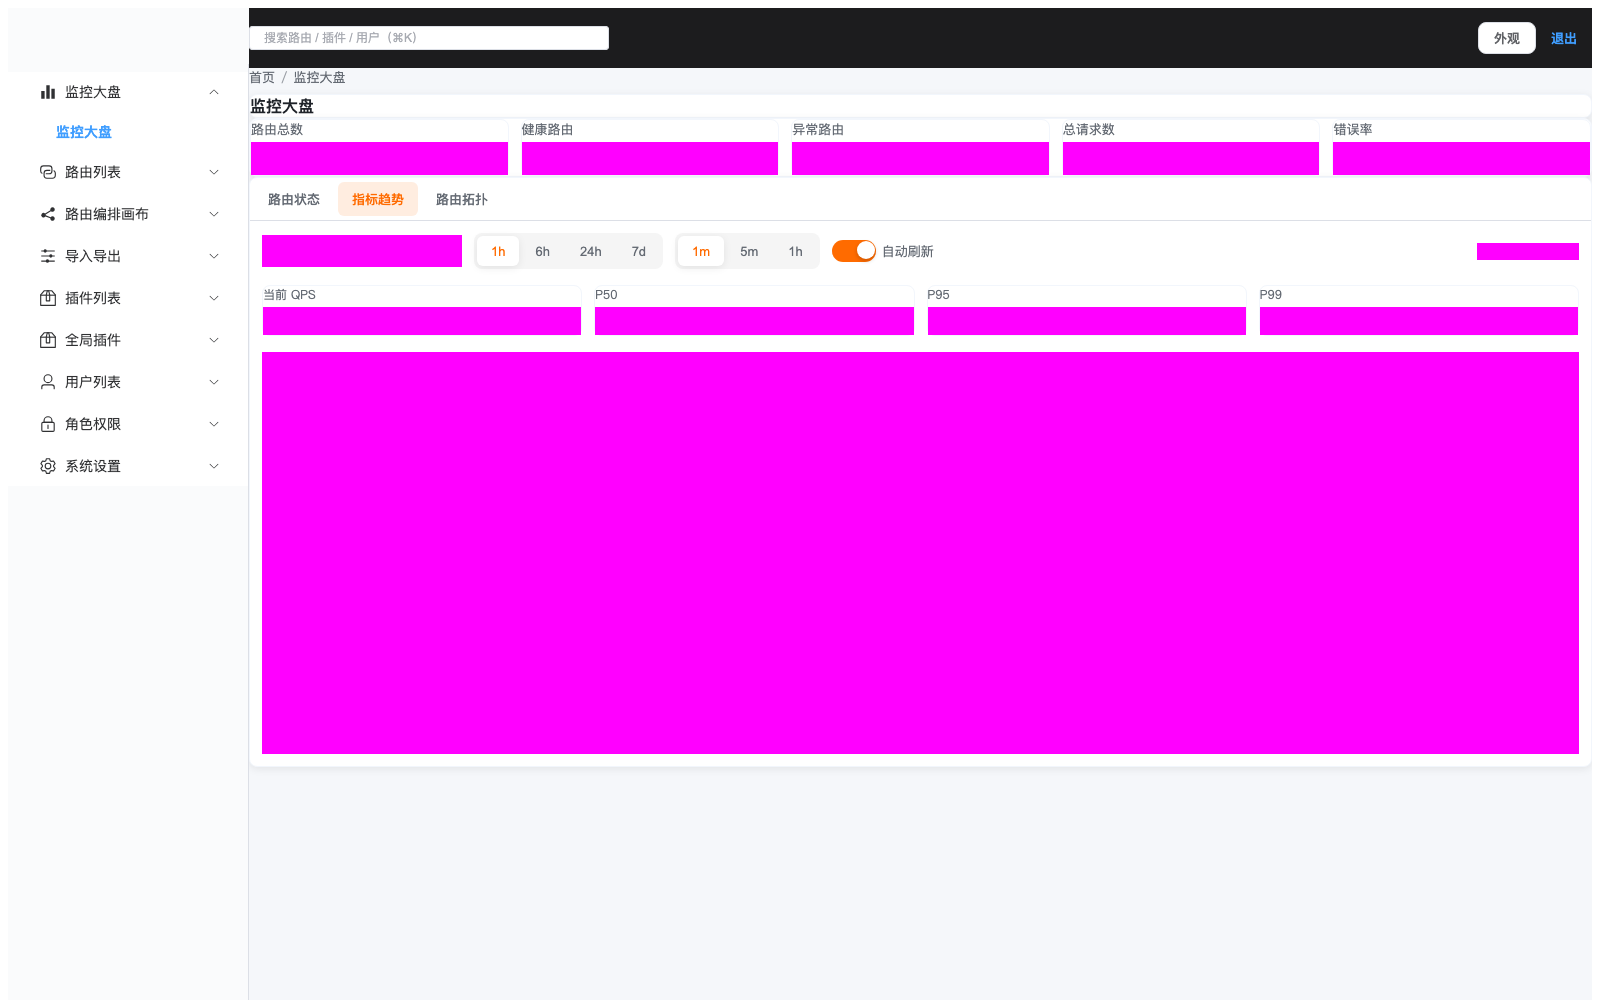 搜索路由 / 插件 / 用户（⌘K）
外观
退出
监控大盘
监控大盘
路由列表
路由编排画布
导入导出
插件列表
全局插件
用户列表
角色权限
系统设置
首页 / 监控大盘
监控大盘
路由总数 健康路由 异常路由 总请求数 错误率
路由状态 指标趋势 路由拓扑
1h 6h 24h 7d 1m 5m 1h 自动刷新
当前 QPS P50 P95 P99